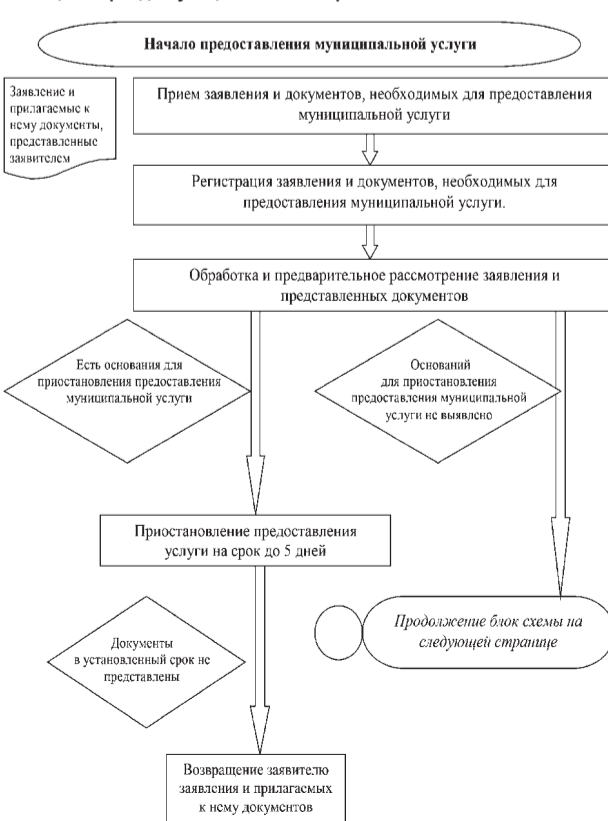 Начало предоставления муниципальной услуги
Заявление и
прилагаемые к
нему документы,
представленные
заявителем
Прием заявления и документов, необходимых для предоставления
муниципальной услуги
Регистрация заявления и документов, необходимых для
предоставления муниципальной услуги.
Обработка и предварительное рассмотрение заявления и
представленных документов
Есть основания для
приостановления предоставления
муниципальной услуги
Оснований
для приостановления
предоставления муниципальной
услуги не выявлено
Приостановление предоставления
услуги на срок до 5 дней
Продолжение блок схемы на
следующей странице
Документы
в установленный срок не
представлены
Возвращение заявителю
заявления и прилагаемых
к нему документов